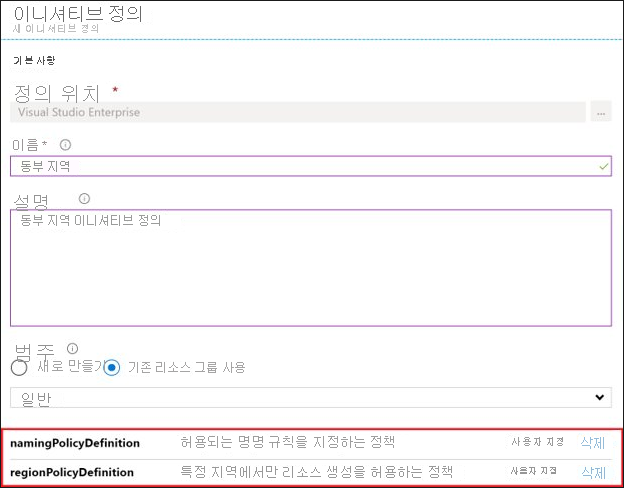 이니셔티브 정의
새 이니셔티브 정의
기본 사항
정의 위치 *
Visual Studio Enterprise
...
이름 *
동부 지역
설명
동부 지역 이니셔티브 정의
범주
새로 만들기 기존 리소스 그룹 사용
일반
namingPolicyDefinition 허용되는 명명 규칙을 지정하는 정책 사용자 지정 삭제
regionPolicyDefinition 특정 지역에서만 리소스 생성을 허용하는 정책 사용자 지정 삭제